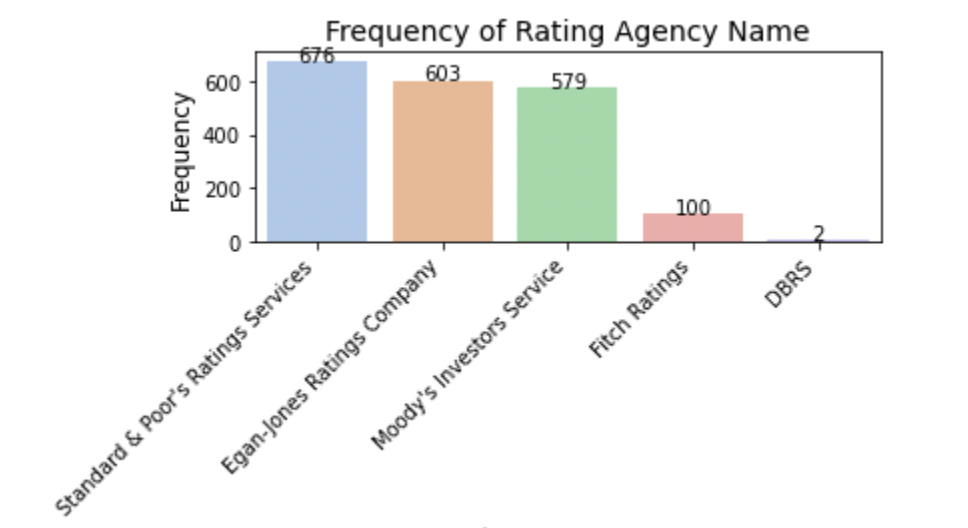 Frequency of Rating Agency Name
Frequency
600
400
200
0
676
603
579
100
2
Standard & Poor's Ratings Services
Egan-Jones Ratings Company
Moody's Investors Service
Fitch Ratings
DBRS